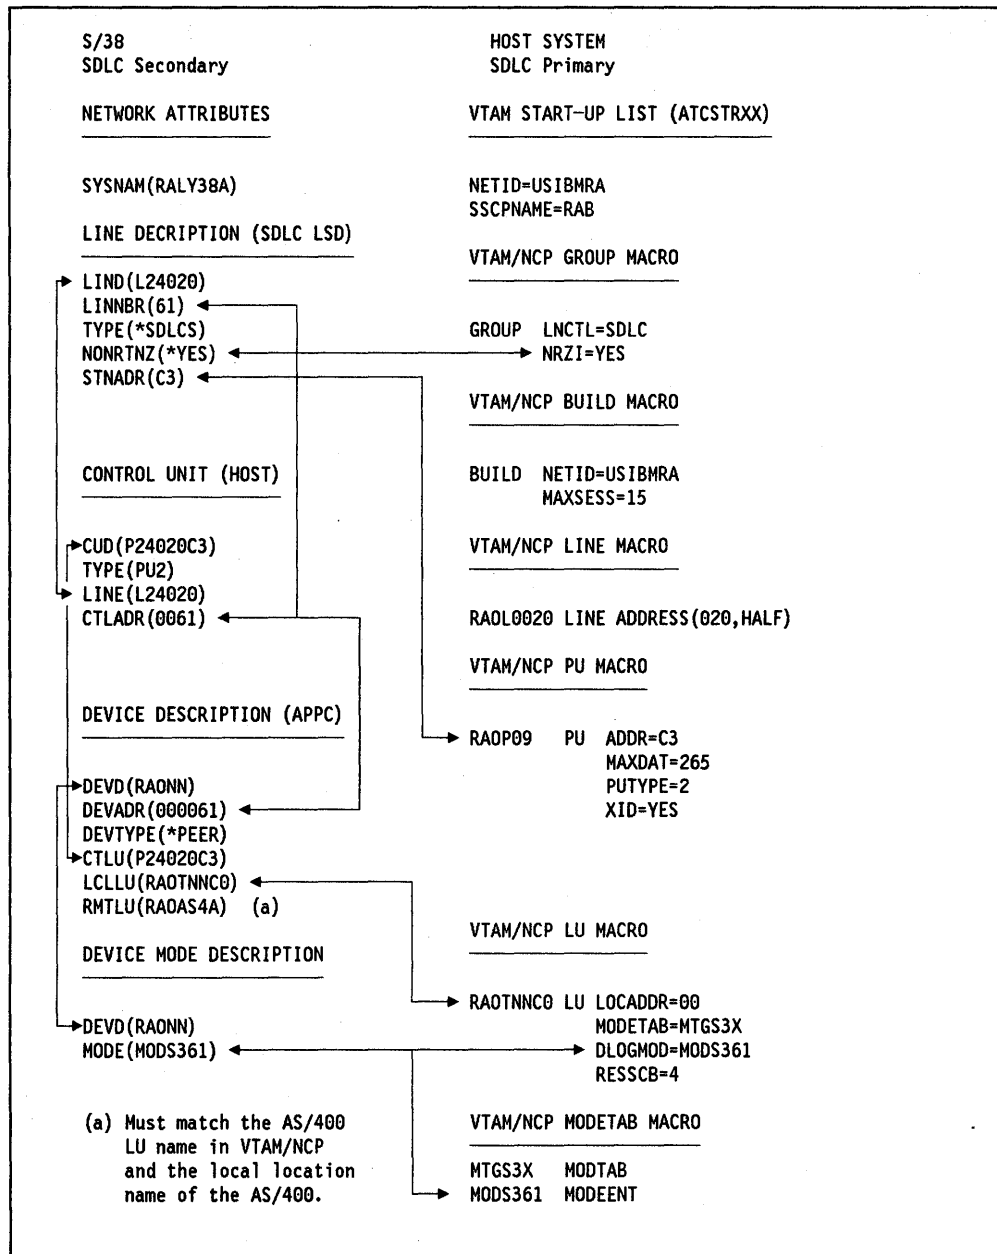 S/38
SDLC Secondary
NETWORK ATTRIBUTES
SYSNAM(RALY38A)
LINE DECRIPTION (SDLC LSD)
LIND(L24020)
LINNBR(61)
TYPE(*SDLCS)
NONRTNZ(*YES)
STNADR(C3)
CONTROL UNIT (HOST)
CUD(P24020C3)
TYPE(PU2)
LINE(L24020)
CTLADR(0061)
DEVICE DESCRIPTION (APPC)
DEVD(RAONN)
DEVADR(000061)
DEVTYPE(*PEER)
CTLU(P24020C3)
LCLLU(RAOTNNC0)
RMTLU(RAOAS4A) (a)
DEVICE MODE DESCRIPTION
DEVD(RAONN)
MODE(MODS361)
(a) Must match the AS/400
LU name in VTAM/NCP
and the local location
name of the AS/400.
HOST SYSTEM
SDLC Primary
VTAM START-UP LIST (ATCSTRXX)
NETID=USIBMRA
SSCPNAME=RAB
VTAM/NCP GROUP MACRO
GROUP LNCTL=SDLC
NRZI=YES
VTAM/NCP BUILD MACRO
BUILD NETID=USIBMRA
MAXSESS=15
VTAM/NCP LINE MACRO
RAOL0020 LINE ADDRESS(020,HALF)
VTAM/NCP PU MACRO
RAOP09 PU ADDR=C3
MAXDAT=265
PUTYPE=2
XID=YES
VTAM/NCP LU MACRO
RAOTNNC0 LU LOCADDR=00
MODETAB=MTGS3X
DLOGMOD=MODS361
RESSCB=4
VTAM/NCP MODETAB MACRO
MTGS3X MODTAB
MODS361 MODEENT